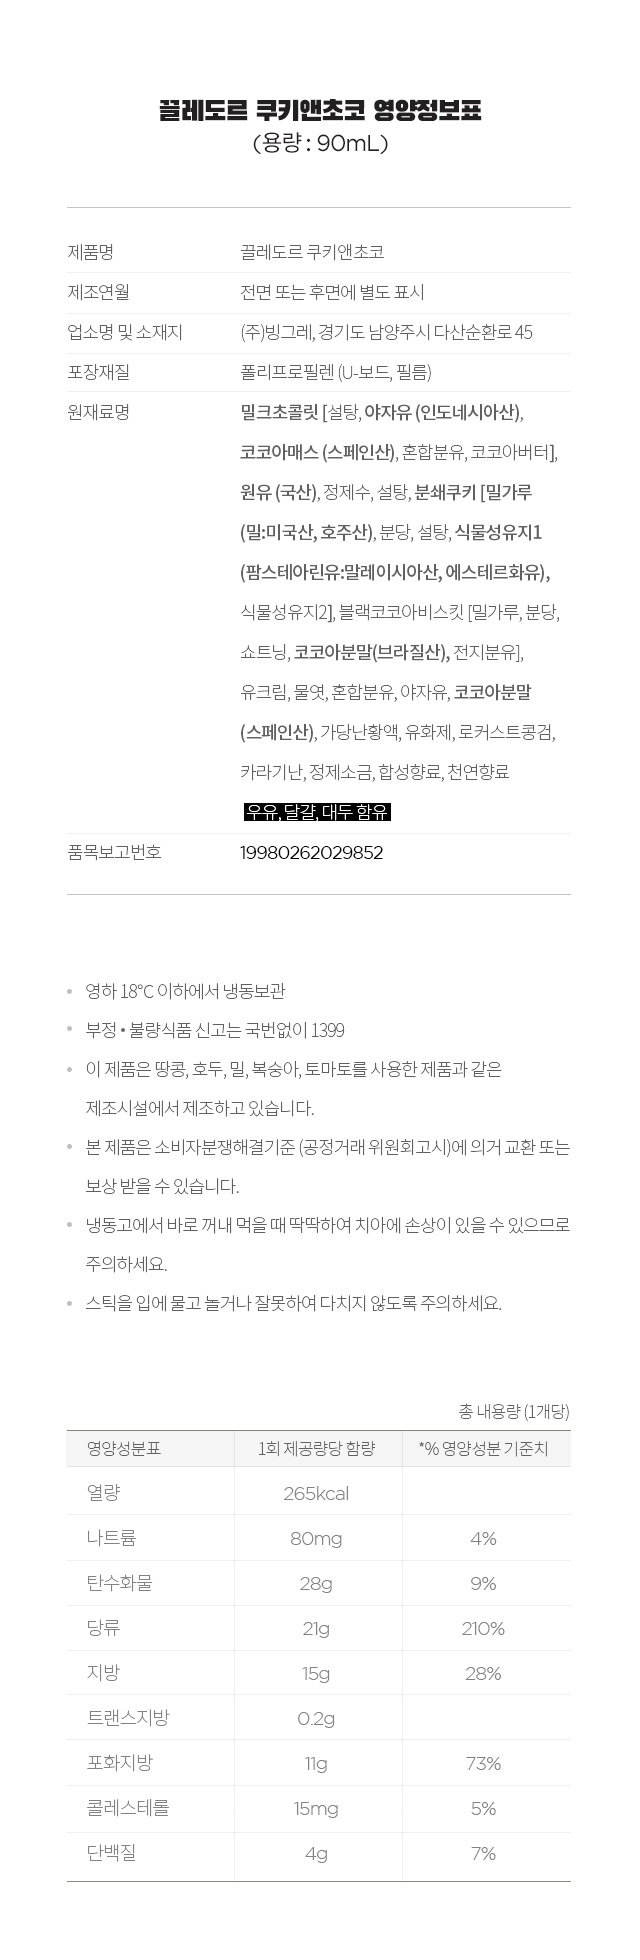 끌레도르 쿠키앤초코 영양정보표
(용량 : 90mL)
제품명 끌레도르 쿠키앤초코
제조연월 전면 또는 후면에 별도 표시
업소명 및 소재지 (주)빙그레, 경기도 남양주시 다산순환로 45
포장재질 폴리프로필렌 (U-보드, 필름)
원재료명 밀크초콜릿 [설탕, 야자유 (인도네시아산),
코코아매스 (스페인산), 혼합분유, 코코아버터],
원유 (국산), 정제수, 설탕, 분쇄쿠키 [밀가루
(밀:미국산, 호주산), 분당, 설탕, 식물성유지1
(팜스테아린유:말레이시아산, 에스테르화유),
식물성유지2], 블랙코코아비스킷 [밀가루, 분당,
쇼트닝, 코코아분말(브라질산), 전지분유],
유크림, 물엿, 혼합분유, 야자유, 코코아분말
(스페인산), 가당난황액, 유화제, 로커스트콩검,
카라기난, 정제소금, 합성향료, 천연향료
우유, 달걀, 대두 함유
품목보고번호 19980262029852
• 영하 18℃ 이하에서 냉동보관
• 부정 • 불량식품 신고는 국번없이 1399
• 이 제품은 땅콩, 호두, 밀, 복숭아, 토마토를 사용한 제품과 같은
제조시설에서 제조하고 있습니다.
• 본 제품은 소비자분쟁해결기준 (공정거래 위원회고시)에 의거 교환 또는
보상 받을 수 있습니다.
• 냉동고에서 바로 꺼내 먹을 때 딱딱하여 치아에 손상이 있을 수 있으므로
주의하세요.
• 스틱을 입에 물고 놀거나 잘못하여 다치지 않도록 주의하세요.
총 내용량 (1개당)
영양성분표 1회 제공량당 함량 *% 영양성분 기준치
열량 265kcal
나트륨 80mg 4%
탄수화물 28g 9%
당류 21g 210%
지방 15g 28%
트랜스지방 0.2g
포화지방 11g 73%
콜레스테롤 15mg 5%
단백질 4g 7%